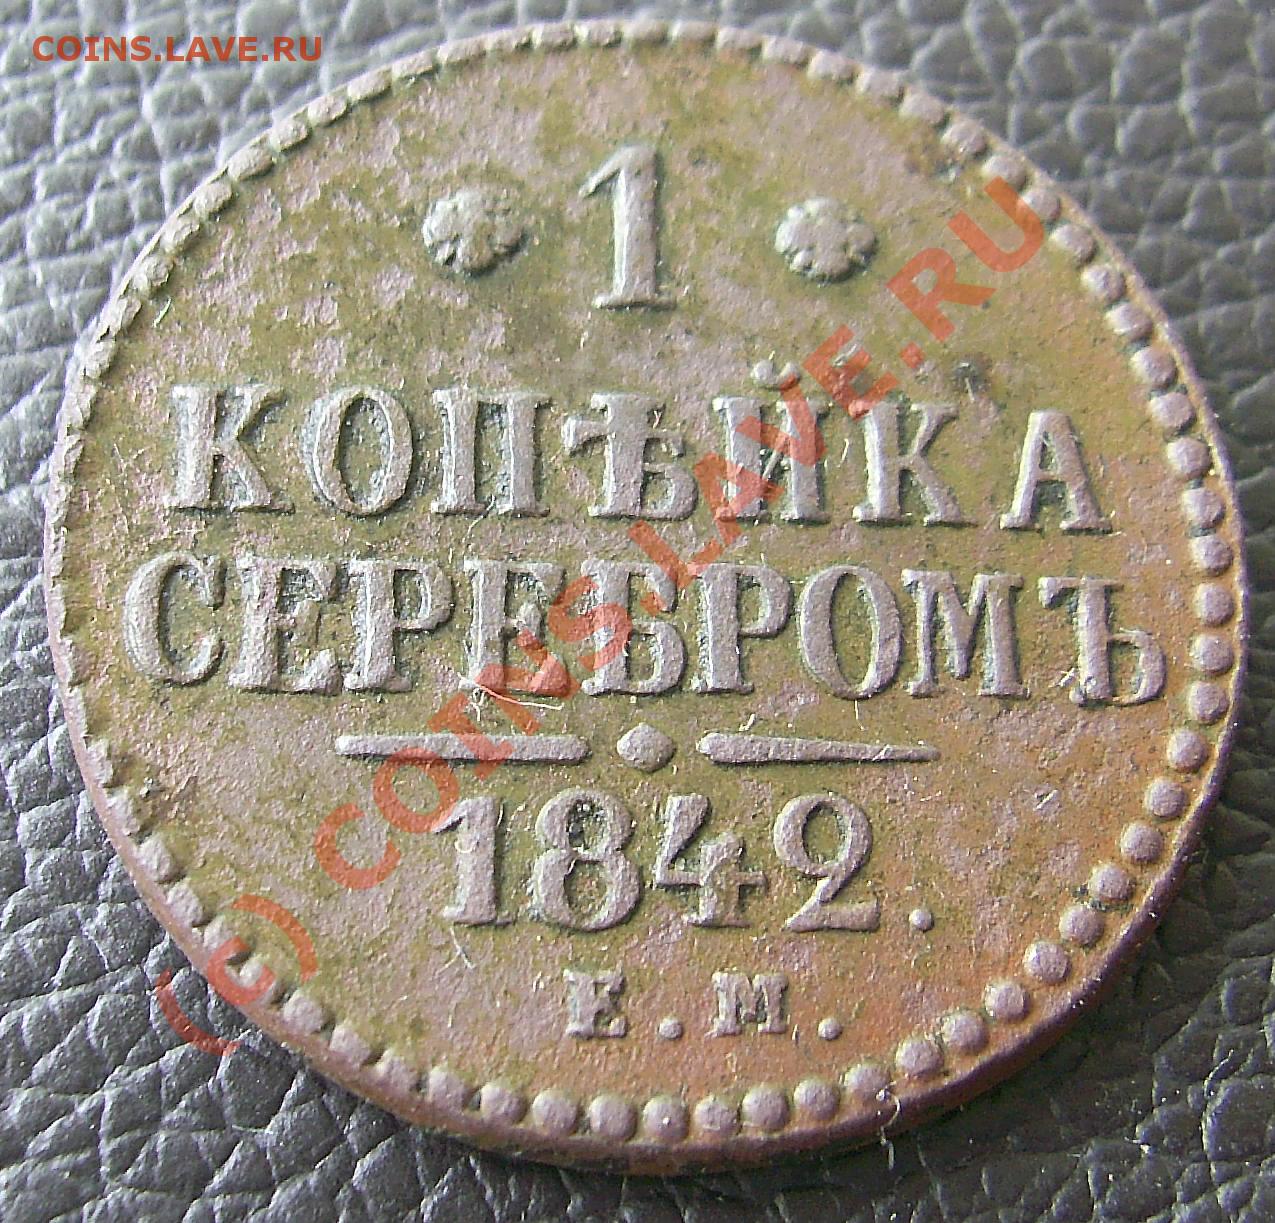 COINS.LAVE.RU
1
КОПѢЙКА
СЕРЕБРОМЪ
1842.
Е.М.
(c) COINS.LAVE.RU